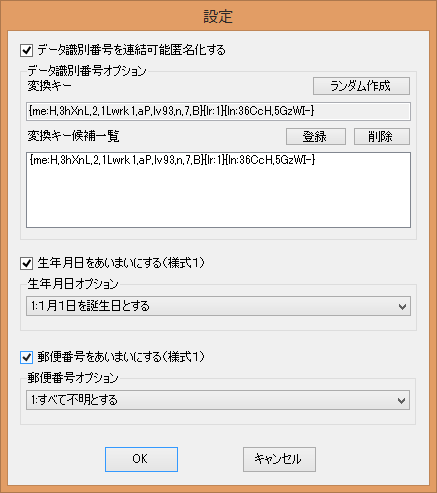 設定
データ識別番号を連結可能匿名化する
データ識別番号オプション
変換キー
ランダム作成
{me:H,3hXnL,2,1Lwrk1,aP,Iv93,n,7,B}{Ir:1}{In:36CcH,5GzWI-}
変換キー候補一覧
登録
削除
{me:H,3hXnL,2,1Lwrk1,aP,Iv93,n,7,B}{Ir:1}{In:36CcH,5GzWI-}
生年月日をあいまいにする(様式1)
生年月日オプション
1:1月1日を誕生日とする
郵便番号をあいまいにする(様式1)
郵便番号オプション
1:すべて不明とする
OK
キャンセル